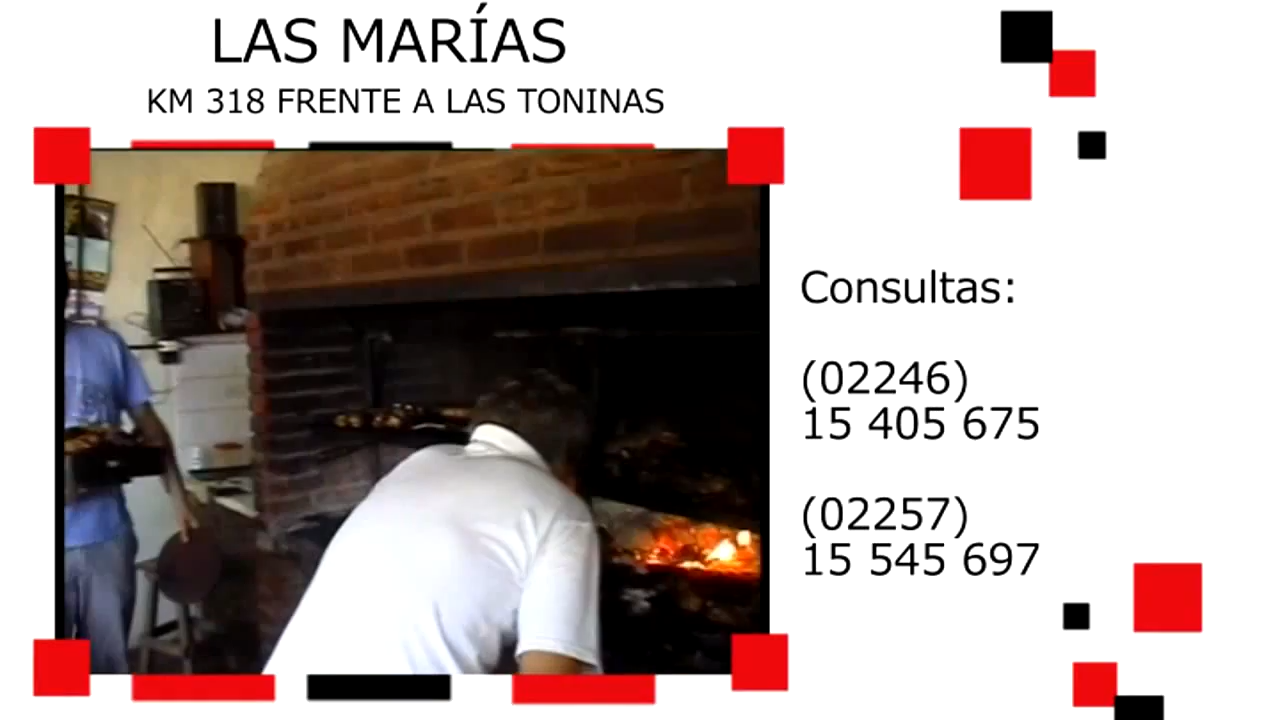 LAS MARÍAS
KM 318 FRENTE A LAS TONINAS
Consultas:
(02246)
15 405 675
(02257)
15 545 697